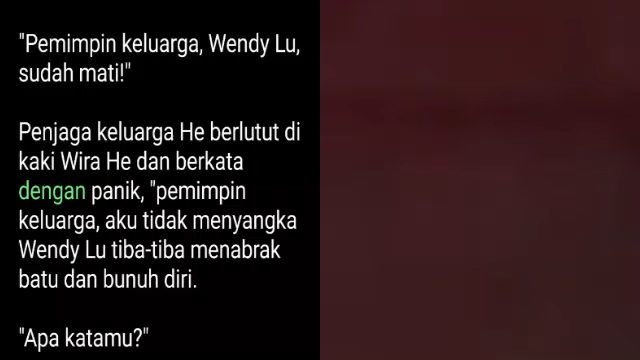 "Pemimpin keluarga, Wendy Lu,
sudah mati!"
Penjaga keluarga He berlutut di
kaki Wira He dan berkata
dengan panik, "pemimpin
keluarga, aku tidak menyangka
Wendy Lu tiba-tiba menabrak
batu dan bunuh diri.
"Apa katamu?"